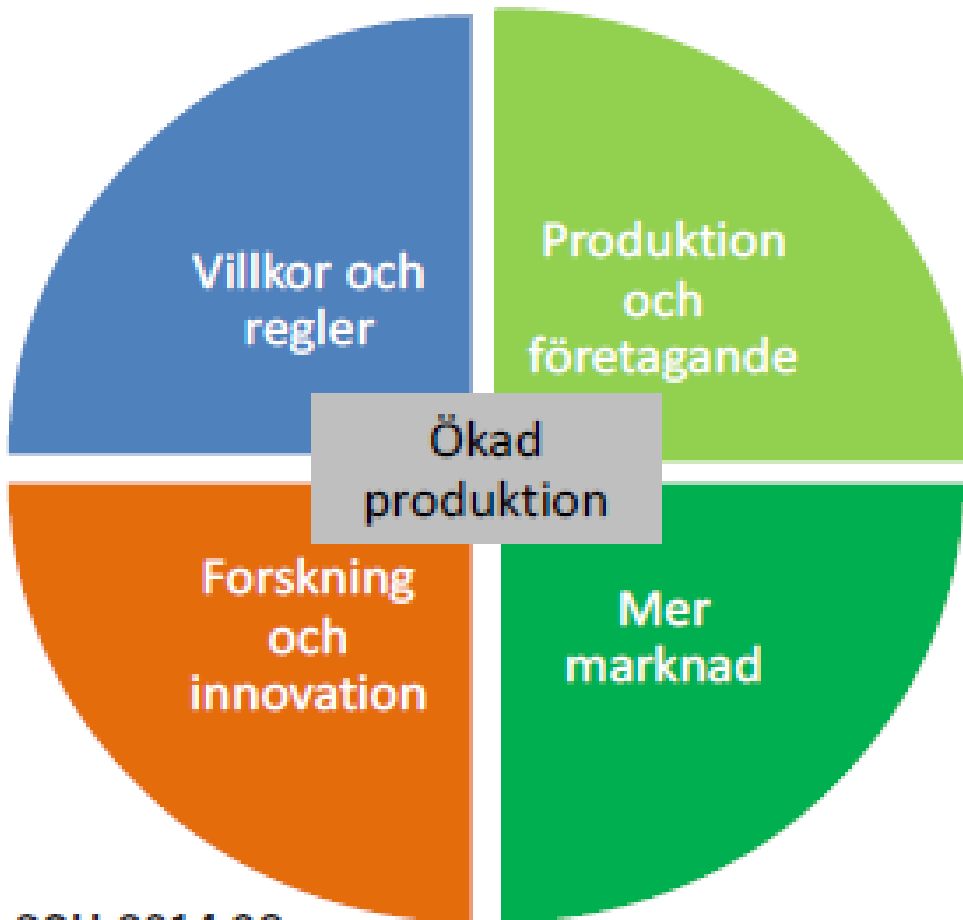 Villkor och
regler
Produktion
och
företagande
Ökad
produktion
Forskning
och
innovation
Mer
marknad